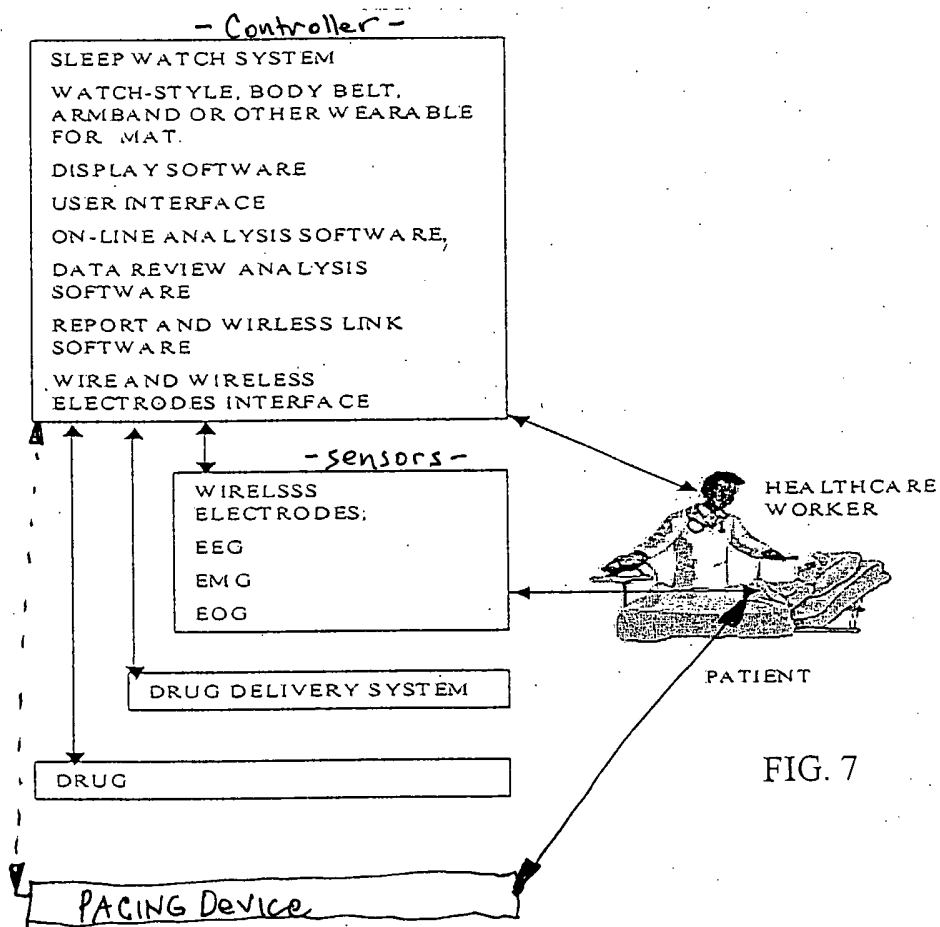 - Controller -
SLEEP WATCH SYSTEM
WATCH-STYLE, BODY BELT,
ARMBAND OR OTHER WEARABLE
FOR MAT.
DISPLAY SOFTWARE
USER INTERFACE
ON-LINE ANALYSIS SOFTWARE,
DATA REVIEW ANALYSIS
SOFTWARE
REPORT AND WIRLESS LINK
SOFTWARE
WIRE AND WIRELESS
ELECTRODES INTERFACE
- Sensors -
WIRELSSS
ELECTRODES;
EEG
EMG
EOG
HEALTHCARE
WORKER
PATIENT
DRUG DELIVERY SYSTEM
DRUG
FIG. 7
PACING Device